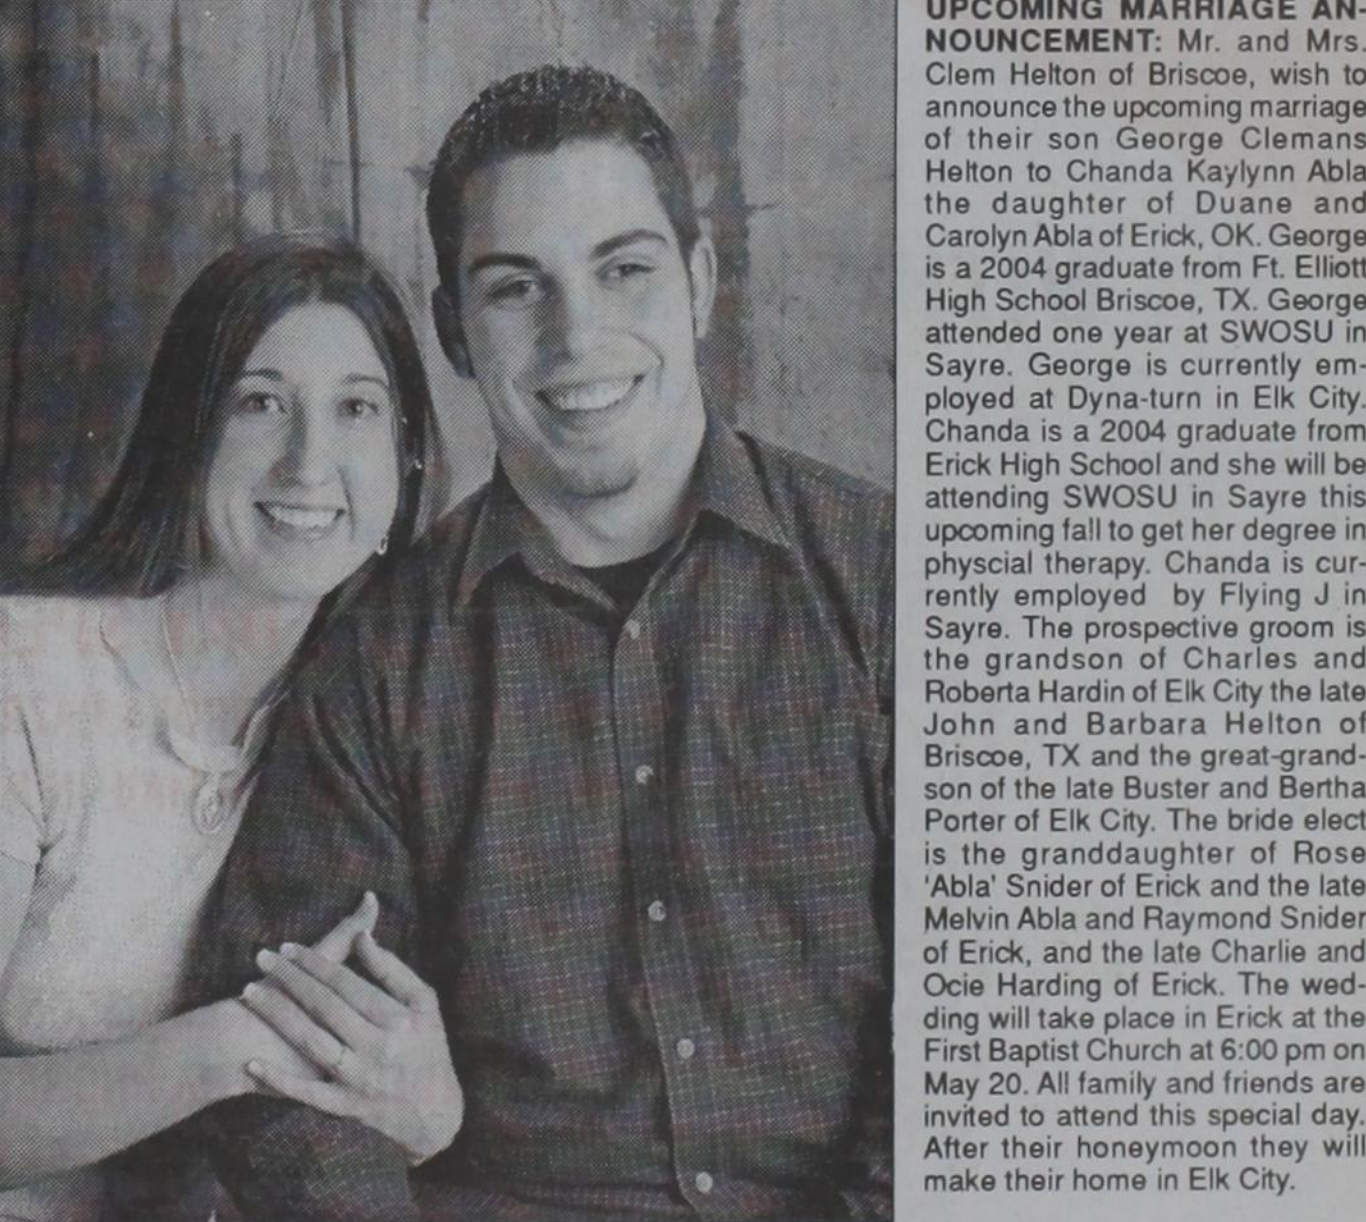 UPCOMING MARRIAGE AN-
NOUNCEMENT: Mr. and Mrs.
Clem Helton of Briscoe, wish to
announce the upcoming marriage
of their son George Clemans
Helton to Chanda Kaylynn Abla
the daughter of Duane and
Carolyn Abla of Erick, OK. George
is a 2004 graduate from Ft. Elliott
High School Briscoe, TX. George
attended one year at SWOSU in
Sayre. George is currently em-
ployed at Dyna-turn in Elk City.
Chanda is a 2004 graduate from
Erick High School and she will be
attending SWOSU in Sayre this
upcoming fall to get her degree in
physcial therapy. Chanda is cur-
rently employed by Flying J in
Sayre. The prospective groom is
the grandson of Charles and
Roberta Hardin of Elk City the late
John and Barbara Helton of
Briscoe, TX and the great-grand-
son of the late Buster and Bertha
Porter of Elk City. The bride elect
is the granddaughter of Rose
'Abla' Snider of Erick and the late
Melvin Abla and Raymond Snider
of Erick, and the late Charlie and
Ocie Harding of Erick. The wed-
ding will take place in Erick at the
First Baptist Church at 6:00 pm on
May 20. All family and friends are
invited to attend this special day.
After their honeymoon they will
make their home in Elk City.